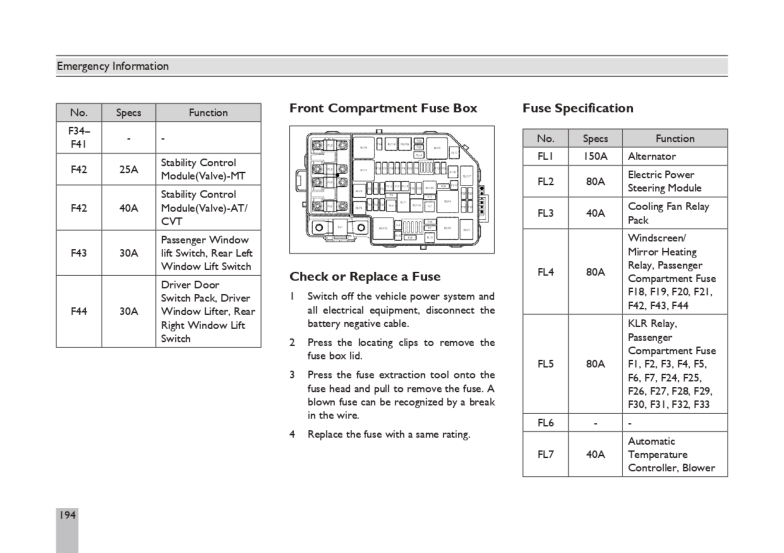 Emergency Information
No. Specs Function
F34–
F41 - -
F42 25A Stability Control
Module(Valve)-MT
F42 40A Stability Control
Module(Valve)-AT/
CVT
F43 30A Passenger Window
lift Switch, Rear Left
Window Lift Switch
F44 30A Driver Door
Switch Pack, Driver
Window Lifter, Rear
Right Window Lift
Switch
Front Compartment Fuse Box
Check or Replace a Fuse
1 Switch off the vehicle power system and
all electrical equipment, disconnect the
battery negative cable.
2 Press the locating clips to remove the
fuse box lid.
3 Press the fuse extraction tool onto the
fuse head and pull to remove the fuse. A
blown fuse can be recognized by a break
in the wire.
4 Replace the fuse with a same rating.
Fuse Specification
No. Specs Function
FL1 150A Alternator
FL2 80A Electric Power
Steering Module
FL3 40A Cooling Fan Relay
Pack
FL4 80A Windscreen/
Mirror Heating
Relay, Passenger
Compartment Fuse
F18, F19, F20, F21,
F42, F43, F44
FL5 80A KLR Relay,
Passenger
Compartment Fuse
F1, F2, F3, F4, F5,
F6, F7, F24, F25,
F26, F27, F28, F29,
F30, F31, F32, F33
FL6 - -
FL7 40A Automatic
Temperature
Controller, Blower
194